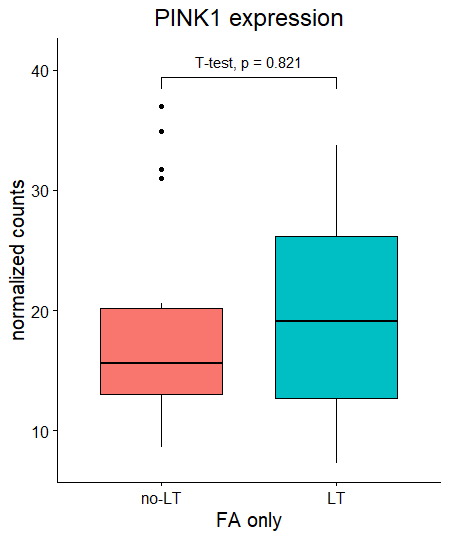 PINK1 expression
T-test, p = 0.821
40
30
20
10
normalized counts
no-LT
LT
FA only